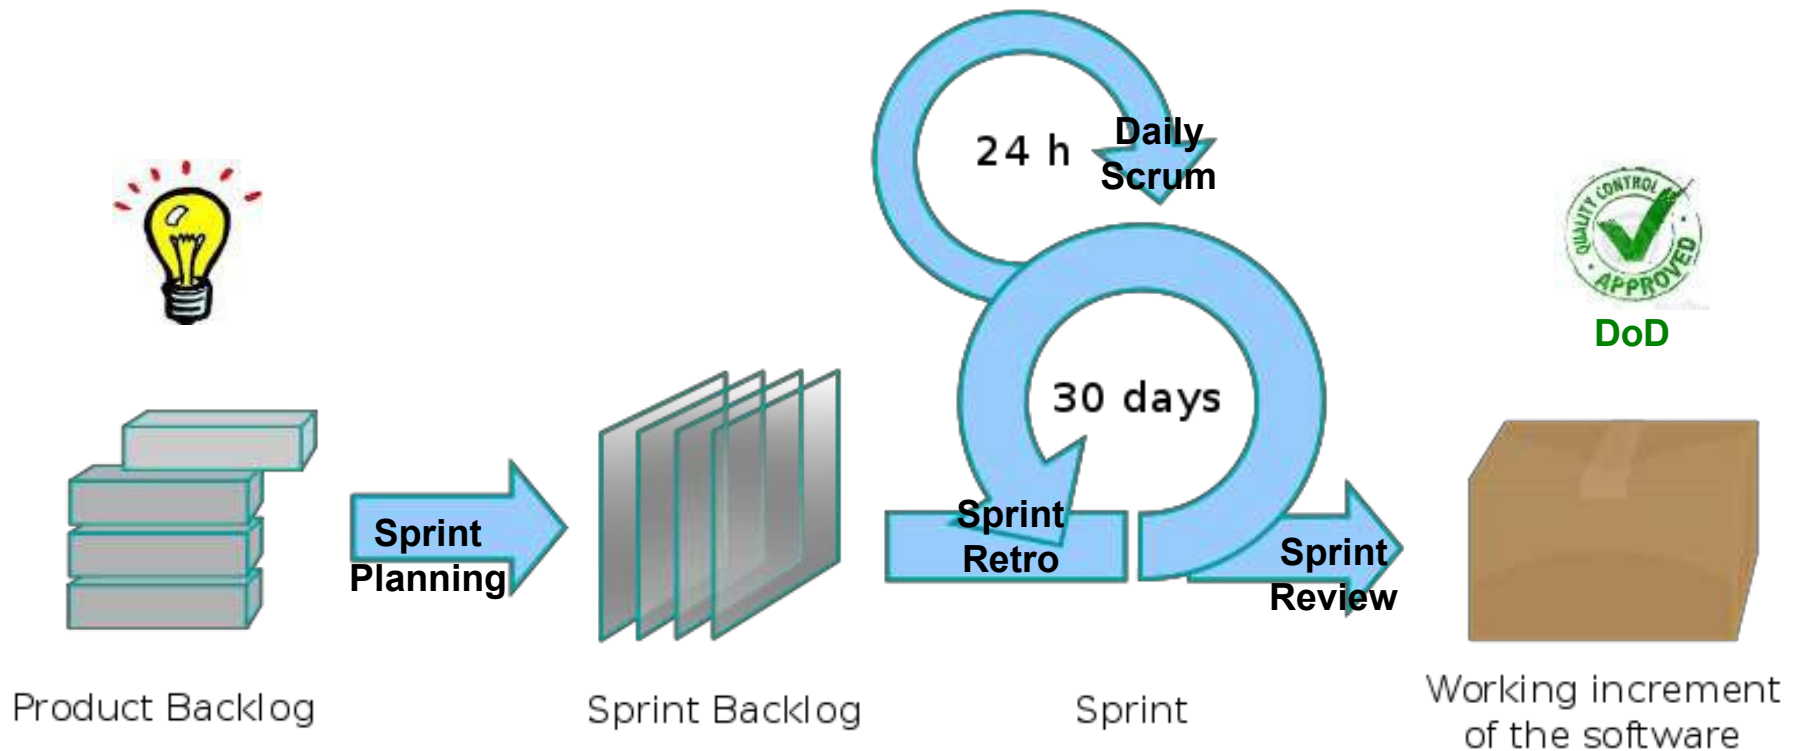 24 h
Daily
Scrum
QUALITY CONTROL
APPROVED
DoD
30 days
Sprint
Planning
Sprint
Retro
Sprint
Review
Product Backlog
Sprint Backlog
Sprint
Working increment
of the software